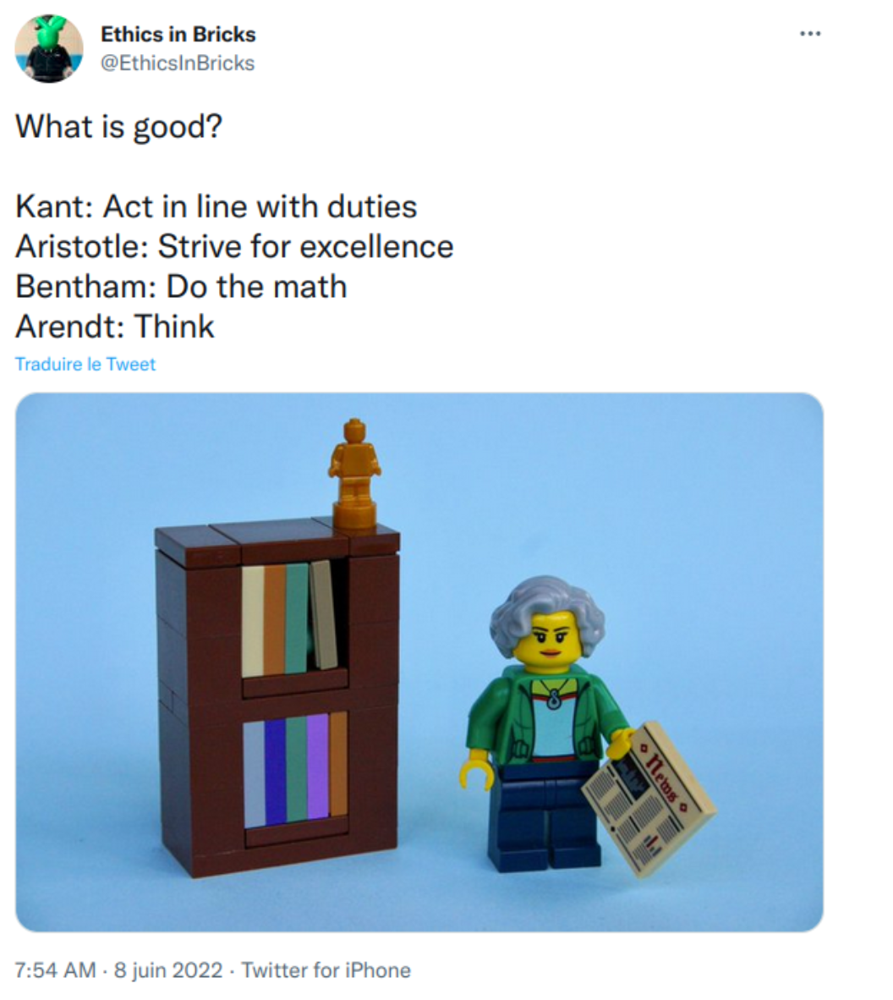 Ethics in Bricks
@EthicsInBricks
What is good?
Kant: Act in line with duties
Aristotle: Strive for excellence
Bentham: Do the math
Arendt: Think
Traduire le Tweet
News
7:54 AM · 8 juin 2022 · Twitter for iPhone